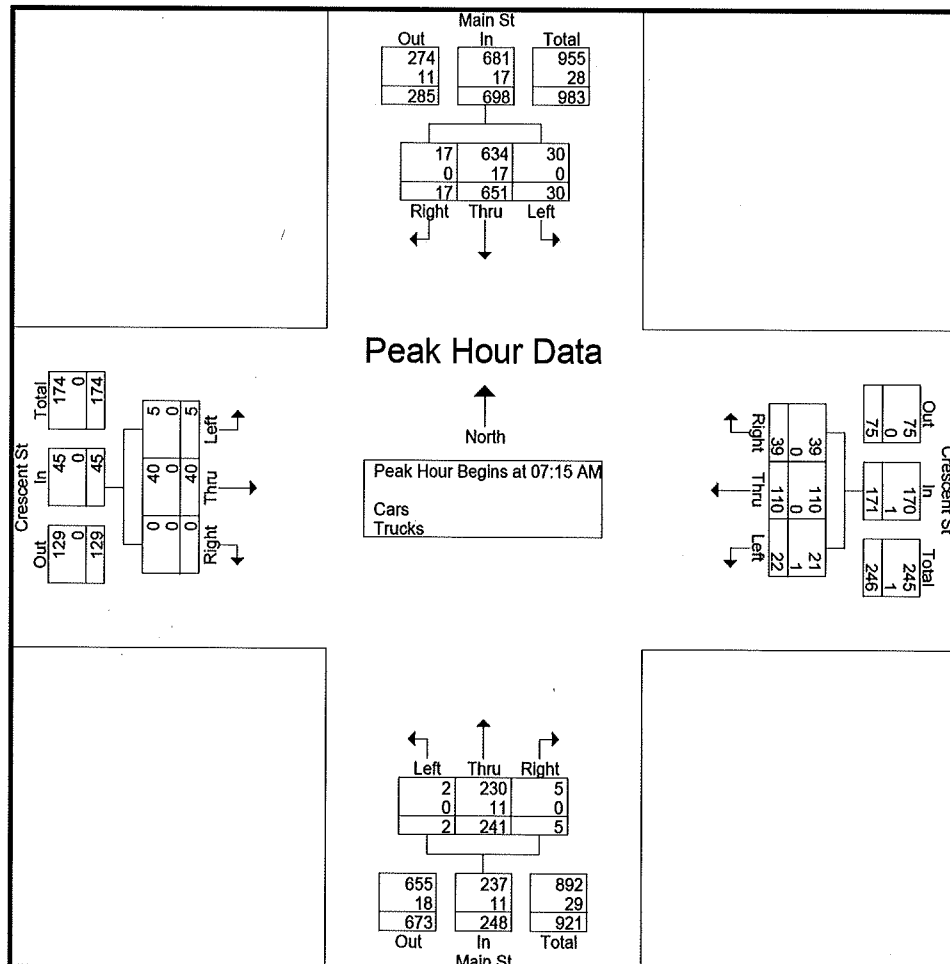 Main St
Out In Total
274 681 955
11 17 28
285 698 983
17 634 30
0 17 0
17 651 30
Right Thru Left
Peak Hour Data
North
Peak Hour Begins at 07:15 AM
Cars
Trucks
Crescent St
Total In Out
174 45 129
0 0 0
174 45 129
Left Thru Right
5 40 0
0 0 0
5 40 0
Crescent St
Out In Total
75 170 245
0 1 1
75 171 246
39 110 21
0 0 1
39 110 22
Right Thru Left
Left Thru Right
2 230 5
0 11 0
2 241 5
655 237 892
18 11 29
673 248 921
Out In Total
Main St